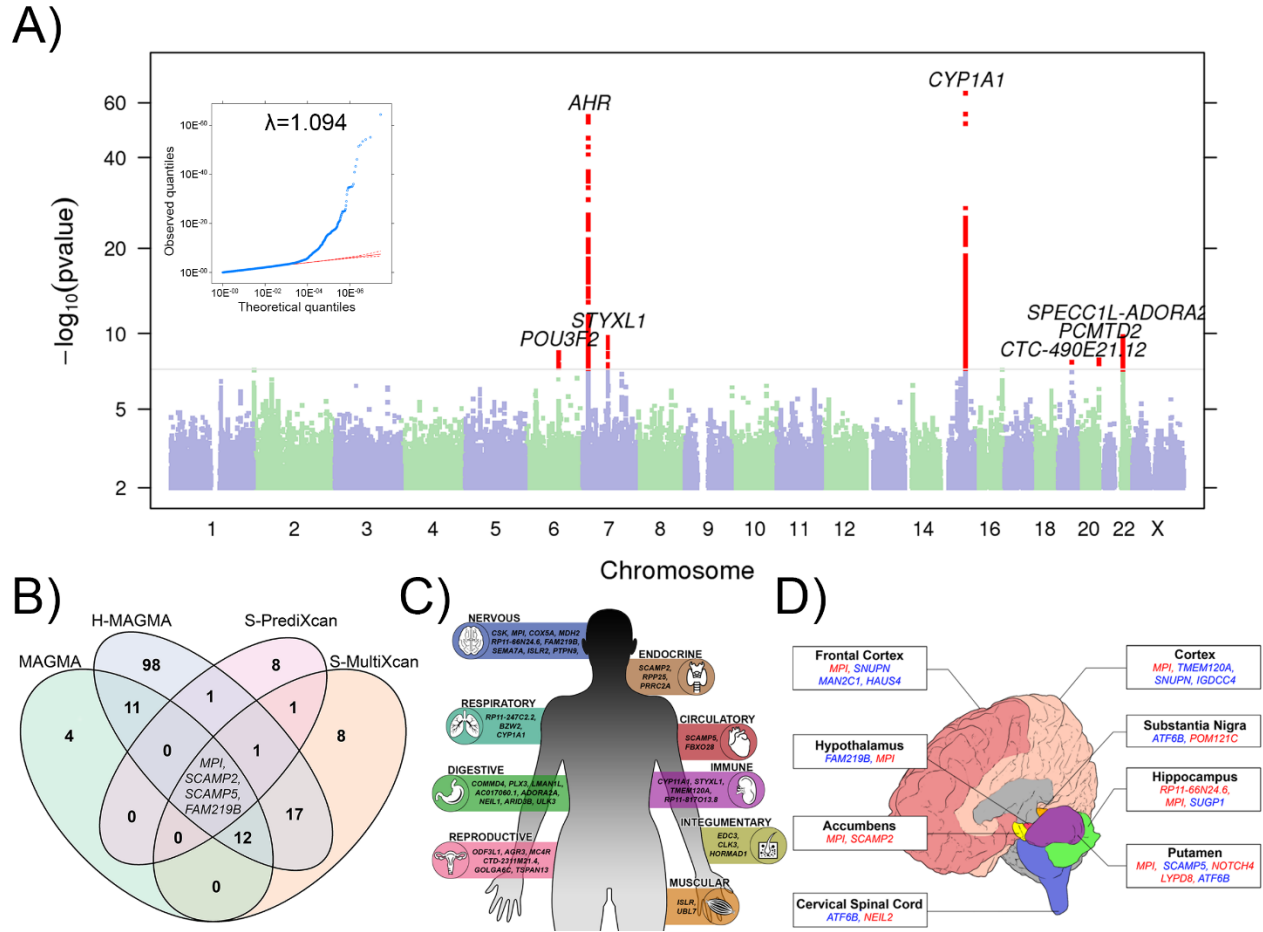 A)
CYP1A1
AHR
60
λ=1.094
10E⁻⁶⁰
10E⁻⁴⁰
10E⁻²⁰
10E⁻⁰⁰
Observed quantiles
10E⁻⁰⁰ 10E⁻⁰² 10E⁻⁰⁴ 10E⁻⁰⁶
Theoretical quantiles
40
20
−log₁₀(pvalue)
SPECC1L-ADORA2
STYXL1
PCMTD2
POU3F2
CTC-490E21.12
10
5
2
1 2 3 4 5 6 7 8 9 10 11 12 14 16 18 20 22 X
Chromosome
B)
H-MAGMA
S-PrediXcan
MAGMA
S-MultiXcan
98
8
11
1
1
4
0
1
8
MPI,
SCAMP2,
SCAMP5,
FAM219B
0
17
0
12
0
C)
NERVOUS
CSK, MPI, COX5A, MDH2
RP11-66N24.6, FAM219B,
SEMA7A, ISLR2, PTPN9,
ENDOCRINE
SCAMP2,
RPP25,
PRRC2A
RESPIRATORY
RP11-247C2.2,
BZW2,
CYP1A1
CIRCULATORY
SCAMP5,
FBXO28
DIGESTIVE
COMMD4, PLX3, LMAN1L,
AC017060.1, ADORA2A,
NEIL1, ARID3B, ULK3
IMMUNE
CYP11A1, STYXL1,
TMEM120A,
RP11-817O13.8
INTEGUMENTARY
EDC3,
CLK3,
HORMAD1
REPRODUCTIVE
ODF3L1, AGR3, MC4R
CTD-2311M21.4,
GOLGA6C, TSPAN13
MUSCULAR
ISLR,
UBL7
D)
Frontal Cortex
MPI, SNUPN
MAN2C1, HAUS4
Cortex
MPI, TMEM120A,
SNUPN, IGDCC4
Substantia Nigra
ATF6B, POM121C
Hypothalamus
FAM219B, MPI
Hippocampus
RP11-66N24.6,
MPI, SUGP1
Accumbens
MPI, SCAMP2
Putamen
MPI, SCAMP5, NOTCH4
LYPD8, ATF6B
Cervical Spinal Cord
ATF6B, NEIL2